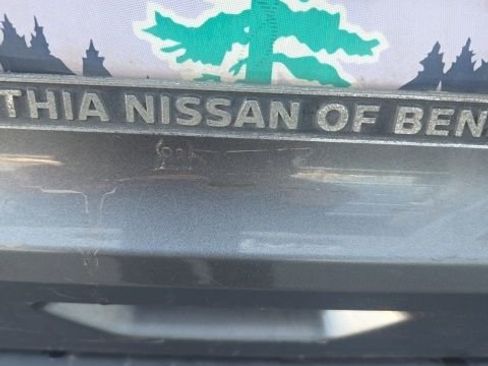 THIA NISSAN OF BEN